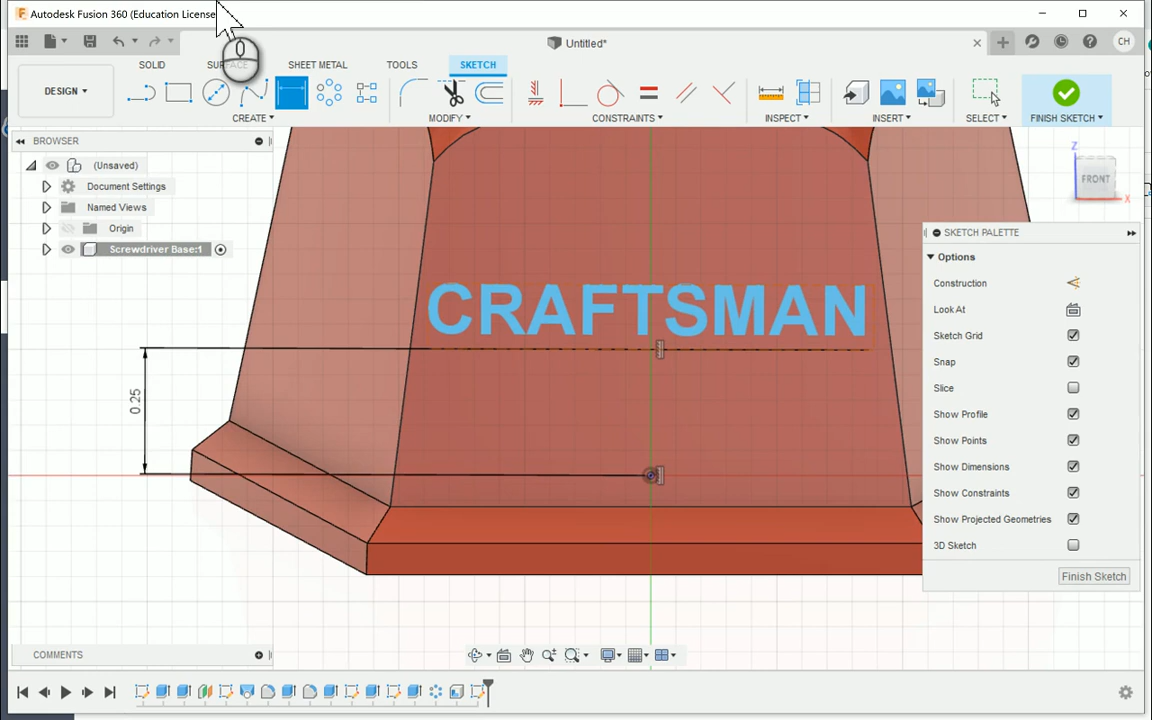 Autodesk Fusion 360 (Education License
Untitled*
CH
SOLID
SURFACE
SHEET METAL
TOOLS
SKETCH
DESIGN
CREATE
MODIFY
CONSTRAINTS
INSPECT
INSERT
SELECT
FINISH SKETCH
BROWSER
(Unsaved)
Document Settings
Named Views
Origin
Screwdriver Base:1
Z
FRONT
X
SKETCH PALETTE
Options
Construction
Look At
Sketch Grid
Snap
Slice
Show Profile
Show Points
Show Dimensions
Show Constraints
Show Projected Geometries
3D Sketch
Finish Sketch
CRAFTSMAN
0.25
COMMENTS